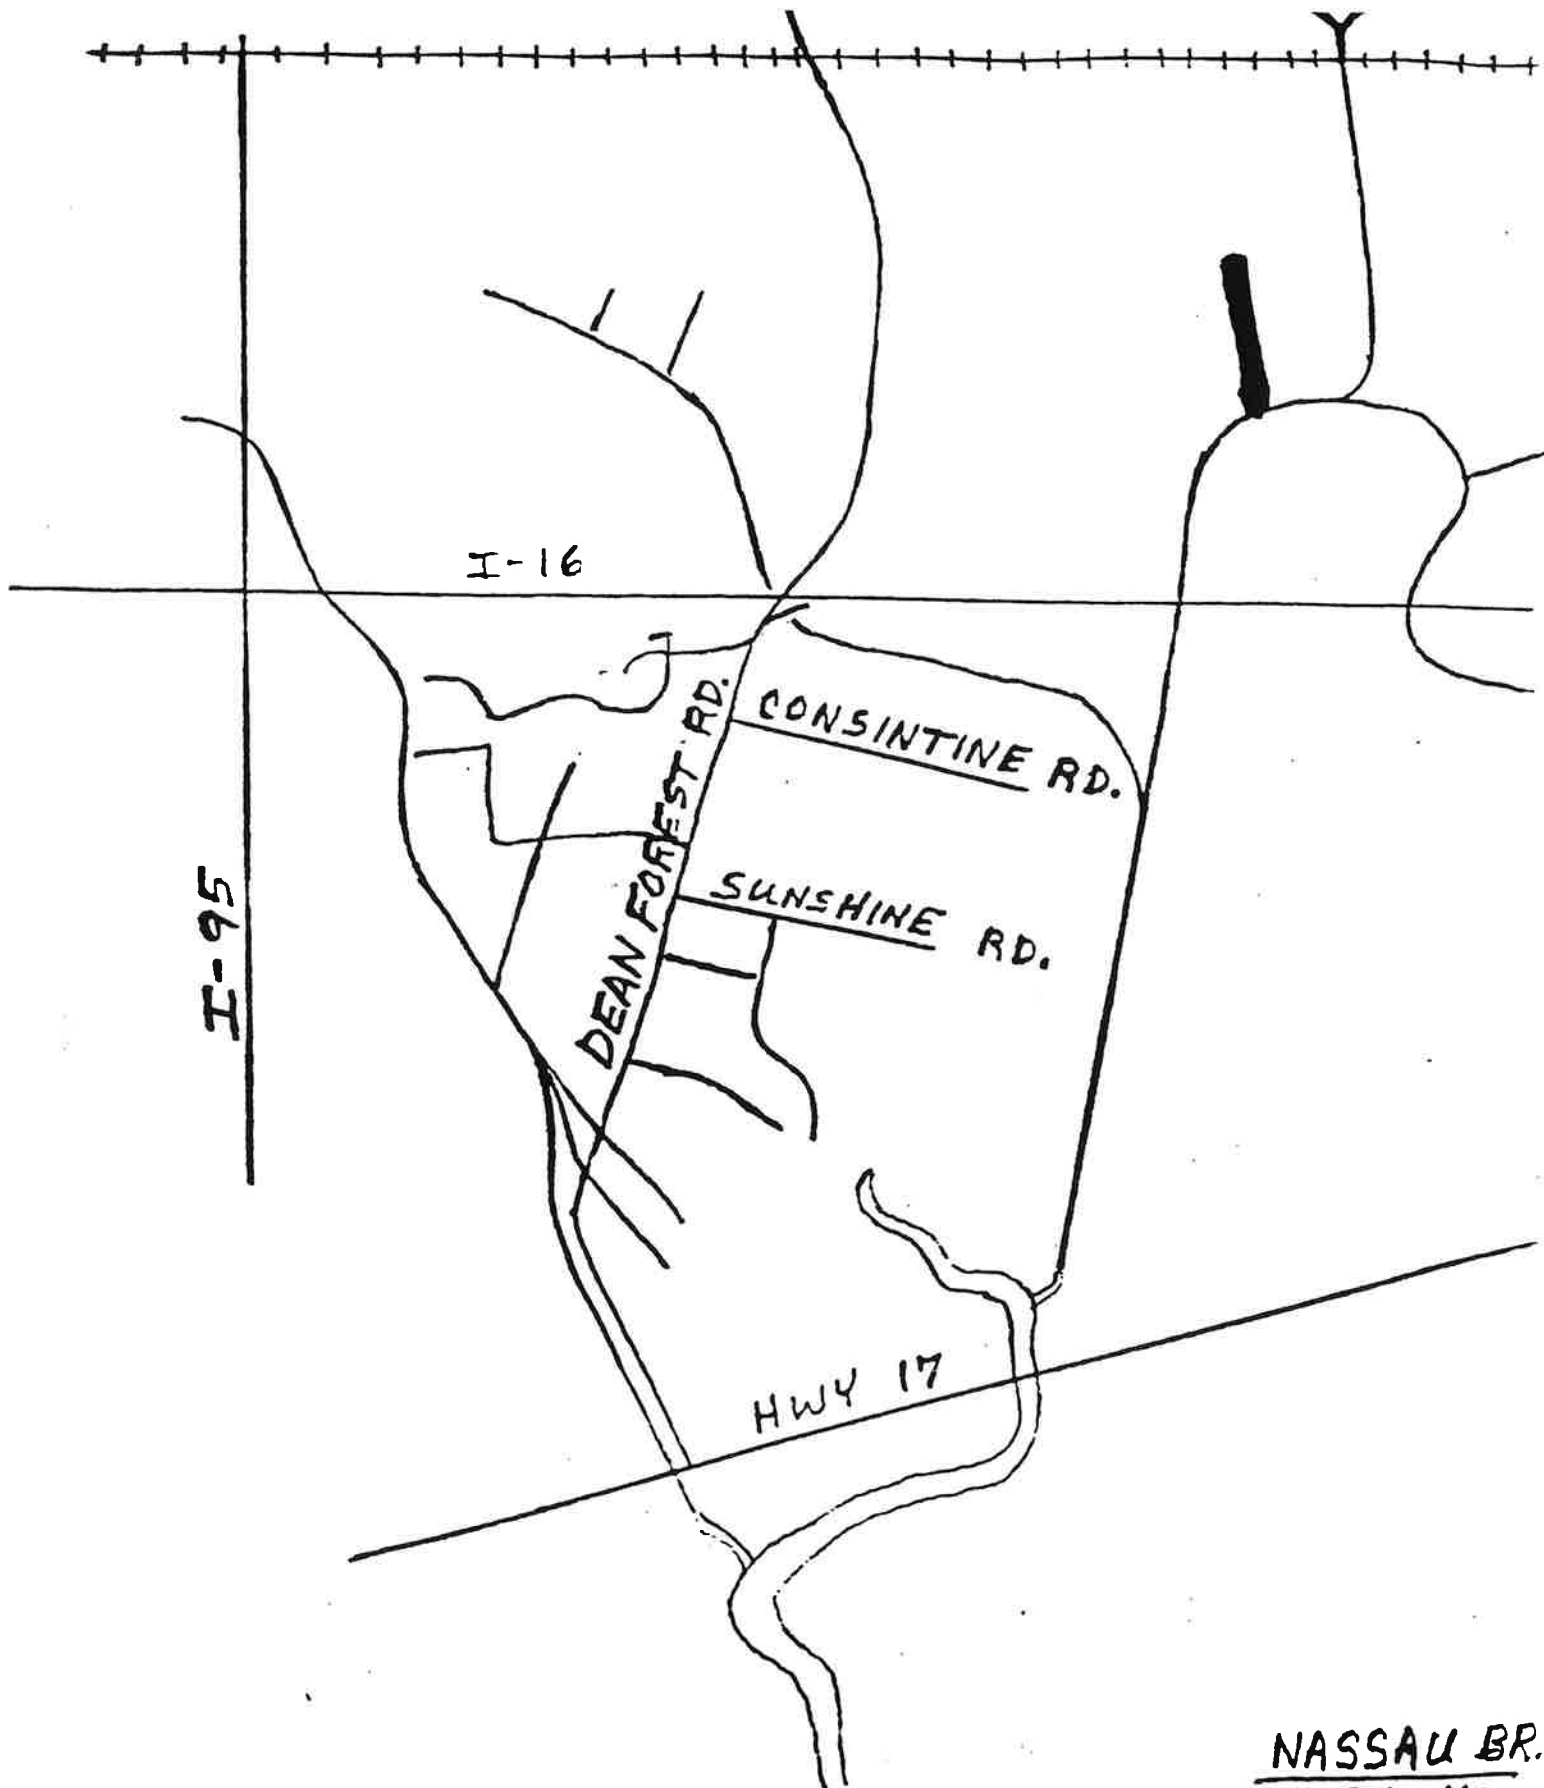 I-16
CONSINTINE RD.
DEAN FOREST RD.
SUNSHINE RD.
I-95
HWY 17
NASSAU BR.